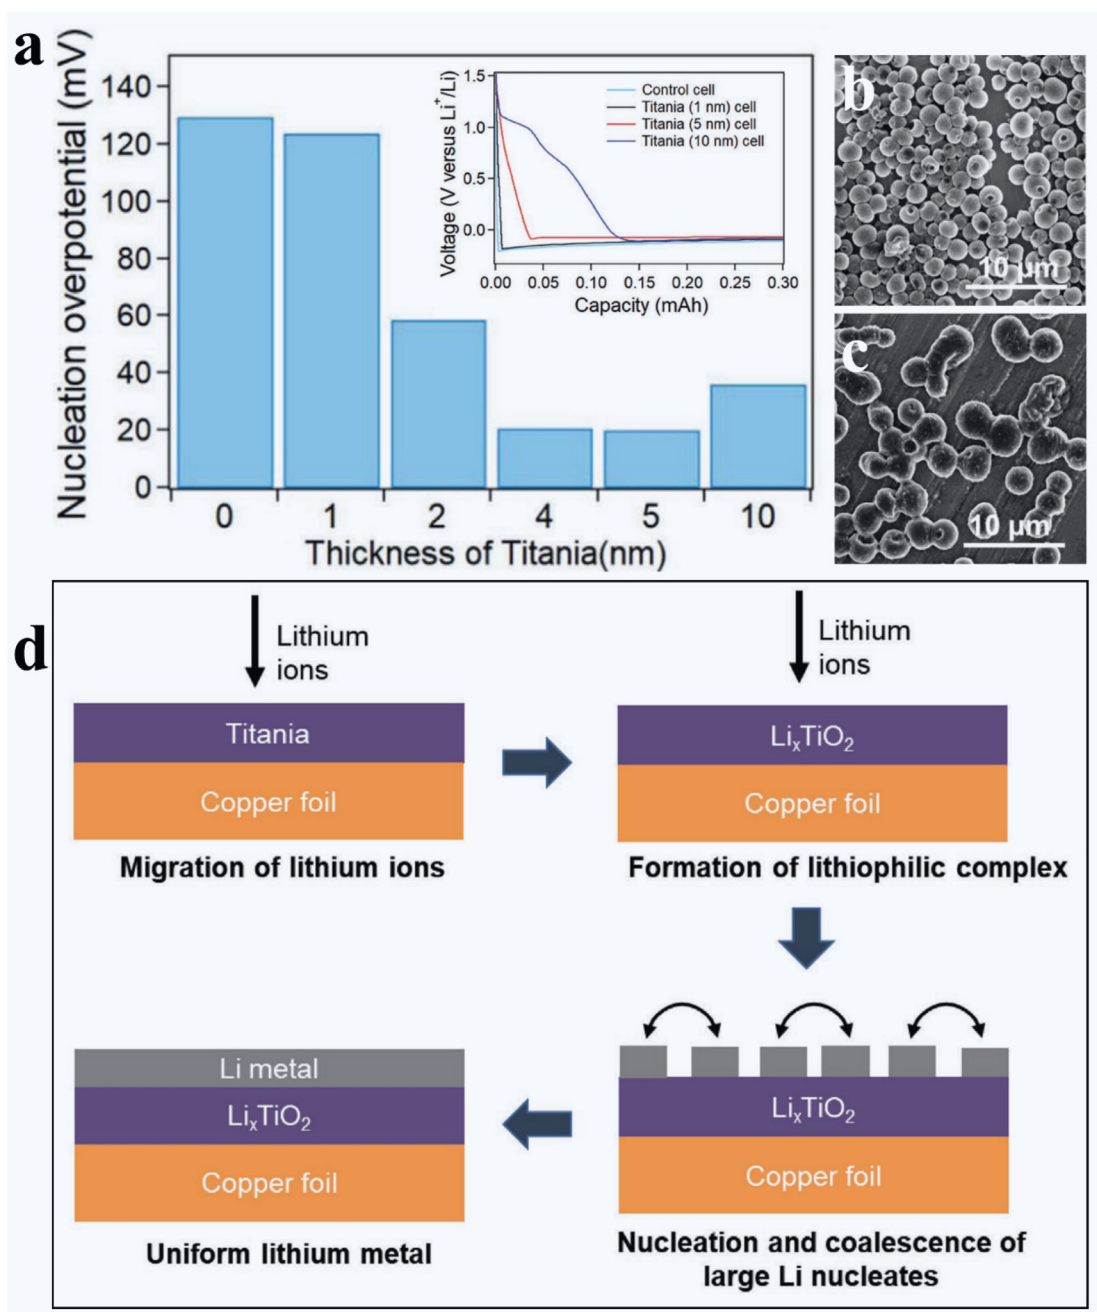 a
Nucleation overpotential (mV)
140
120
100
80
60
40
20
0
0 1 2 4 5 10
Thickness of Titania(nm)
Voltage (V versus Li⁺/Li)
1.5
1.0
0.5
0.0
0.00 0.05 0.10 0.15 0.20 0.25 0.30
Capacity (mAh)
Control cell
Titania (1 nm) cell
Titania (5 nm) cell
Titania (10 nm) cell
b
10 μm
c
10 μm
d
Lithium
ions
Titania
Copper foil
Migration of lithium ions
Lithium
ions
LiₓTiO₂
Copper foil
Formation of lithiophilic complex
LiₓTiO₂
Copper foil
Nucleation and coalescence of
large Li nucleates
Li metal
LiₓTiO₂
Copper foil
Uniform lithium metal